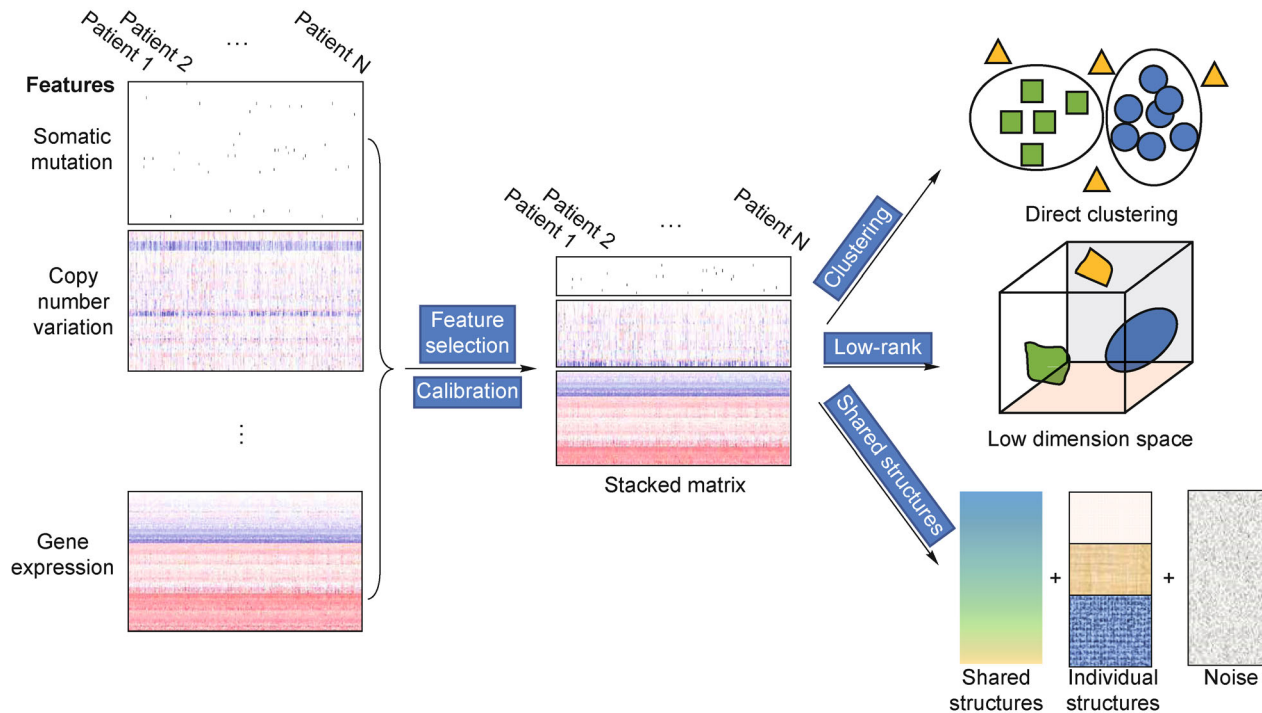 Patient 1
Patient 2
...
Patient N
Features
Somatic
mutation
Copy
number
variation
⋮
Gene
expression
Feature
selection
Calibration
Patient 1
Patient 2
...
Patient N
Stacked matrix
Clustering
Low-rank
Shared structures
Direct clustering
Low dimension space
+
+
Shared
structures
Individual
structures
Noise